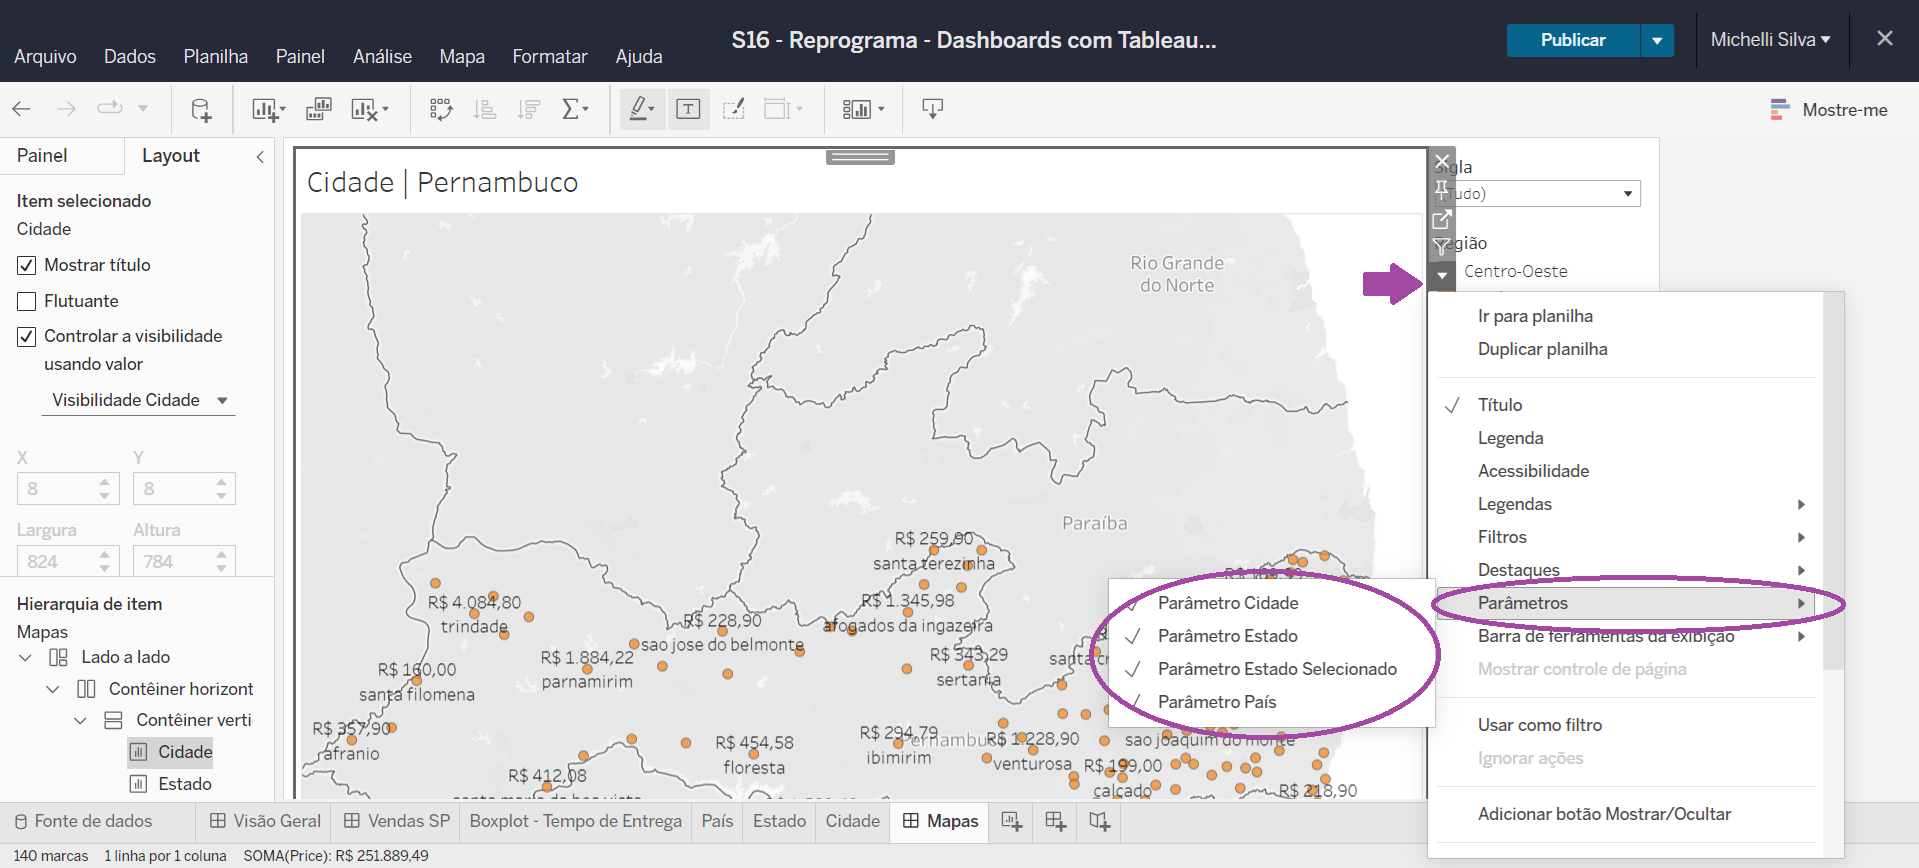 S16 - Reprograma - Dashboards com Tableau...
Publicar
Michelli Silva
Arquivo Dados Planilha Painel Análise Mapa Formatar Ajuda
Mostre-me
Painel Layout
Item selecionado
Cidade
Mostrar título
Flutuante
Controlar a visibilidade
usando valor
Visibilidade Cidade
X Y
8 8
Largura Altura
824 784
Hierarquia de item
Mapas
Lado a lado
Contêiner horizont
Contêiner verti
Cidade
Estado
Cidade | Pernambuco
Rio Grande
do Norte
Paraíba
R$ 259,90
santa terezinha
R$ 4.084,80
trindade
R$ 1.345,98
afogados da ingazeira
R$ 228,90
sao jose do belmonte
R$ 160,00
santa filomena
R$ 1.884,22
parnamirim
R$ 343,29
sertania
R$ 357,90
afranio
R$ 454,58
floresta
R$ 294,79
ibimirim
Pernambuco
R$ 1.228,90
venturosa
sao joaquim do monte
R$ 199,00
calcado
R$ 412,08
santa maria da boa vista
R$ 218,90
Sigla
(Tudo)
Região
Centro-Oeste
Ir para planilha
Duplicar planilha
Título
Legenda
Acessibilidade
Legendas
Filtros
Destaques
Parâmetros
Barra de ferramentas da exibição
Mostrar controle de página
Usar como filtro
Ignorar ações
Adicionar botão Mostrar/Ocultar
Parâmetro Cidade
Parâmetro Estado
Parâmetro Estado Selecionado
Parâmetro País
Fonte de dados Visão Geral Vendas SP Boxplot - Tempo de Entrega País Estado Cidade Mapas
140 marcas 1 linha por 1 coluna SOMA(Price): R$ 251.889,49